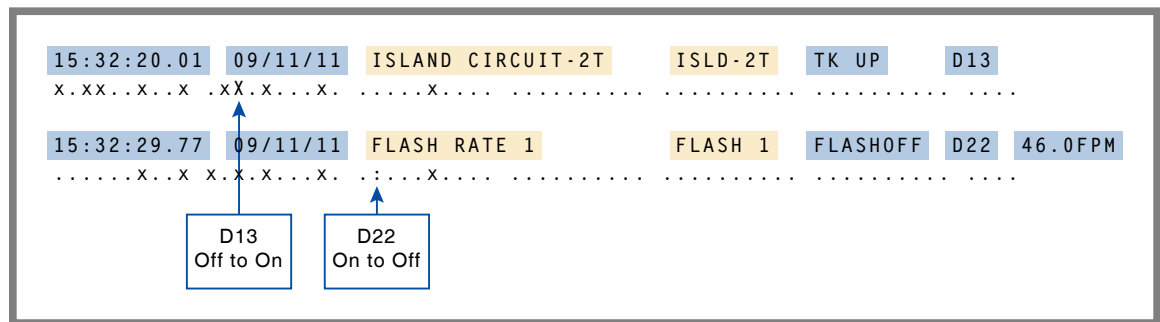 15:32:20.01 09/11/11 ISLAND CIRCUIT-2T ISLD-2T TK UP D13
x.xx..x..x .xX.x...x. .....x.... .......... .......... .......... ....
15:32:29.77 09/11/11 FLASH RATE 1 FLASH 1 FLASHOFF D22 46.0FPM
......x..x x.x.x...x. .:...x.... .......... .......... .......... ....
D13
Off to On
D22
On to Off